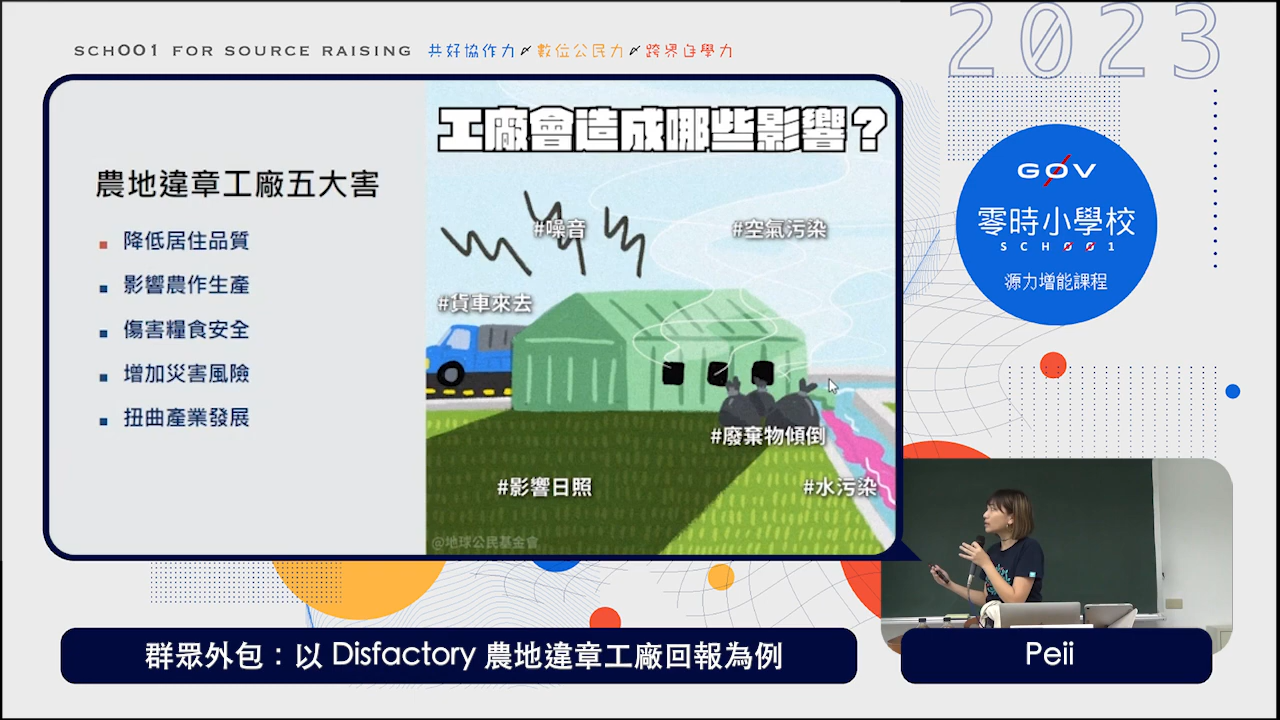 SCHOO1 FOR SOURCE RAISING 共好協作力 數位公民力 跨界自學力
2023
農地違章工廠五大害
降低居住品質
影響農作生產
傷害糧食安全
增加災害風險
扭曲產業發展
工廠會造成哪些影響？
#噪音
#空氣污染
#貨車來去
#廢棄物傾倒
#影響日照
#水污染
@地球公民基金會
G0V
零時小學校
SCH001
源力增能課程
群眾外包：以 Disfactory 農地違章工廠回報為例
Peii